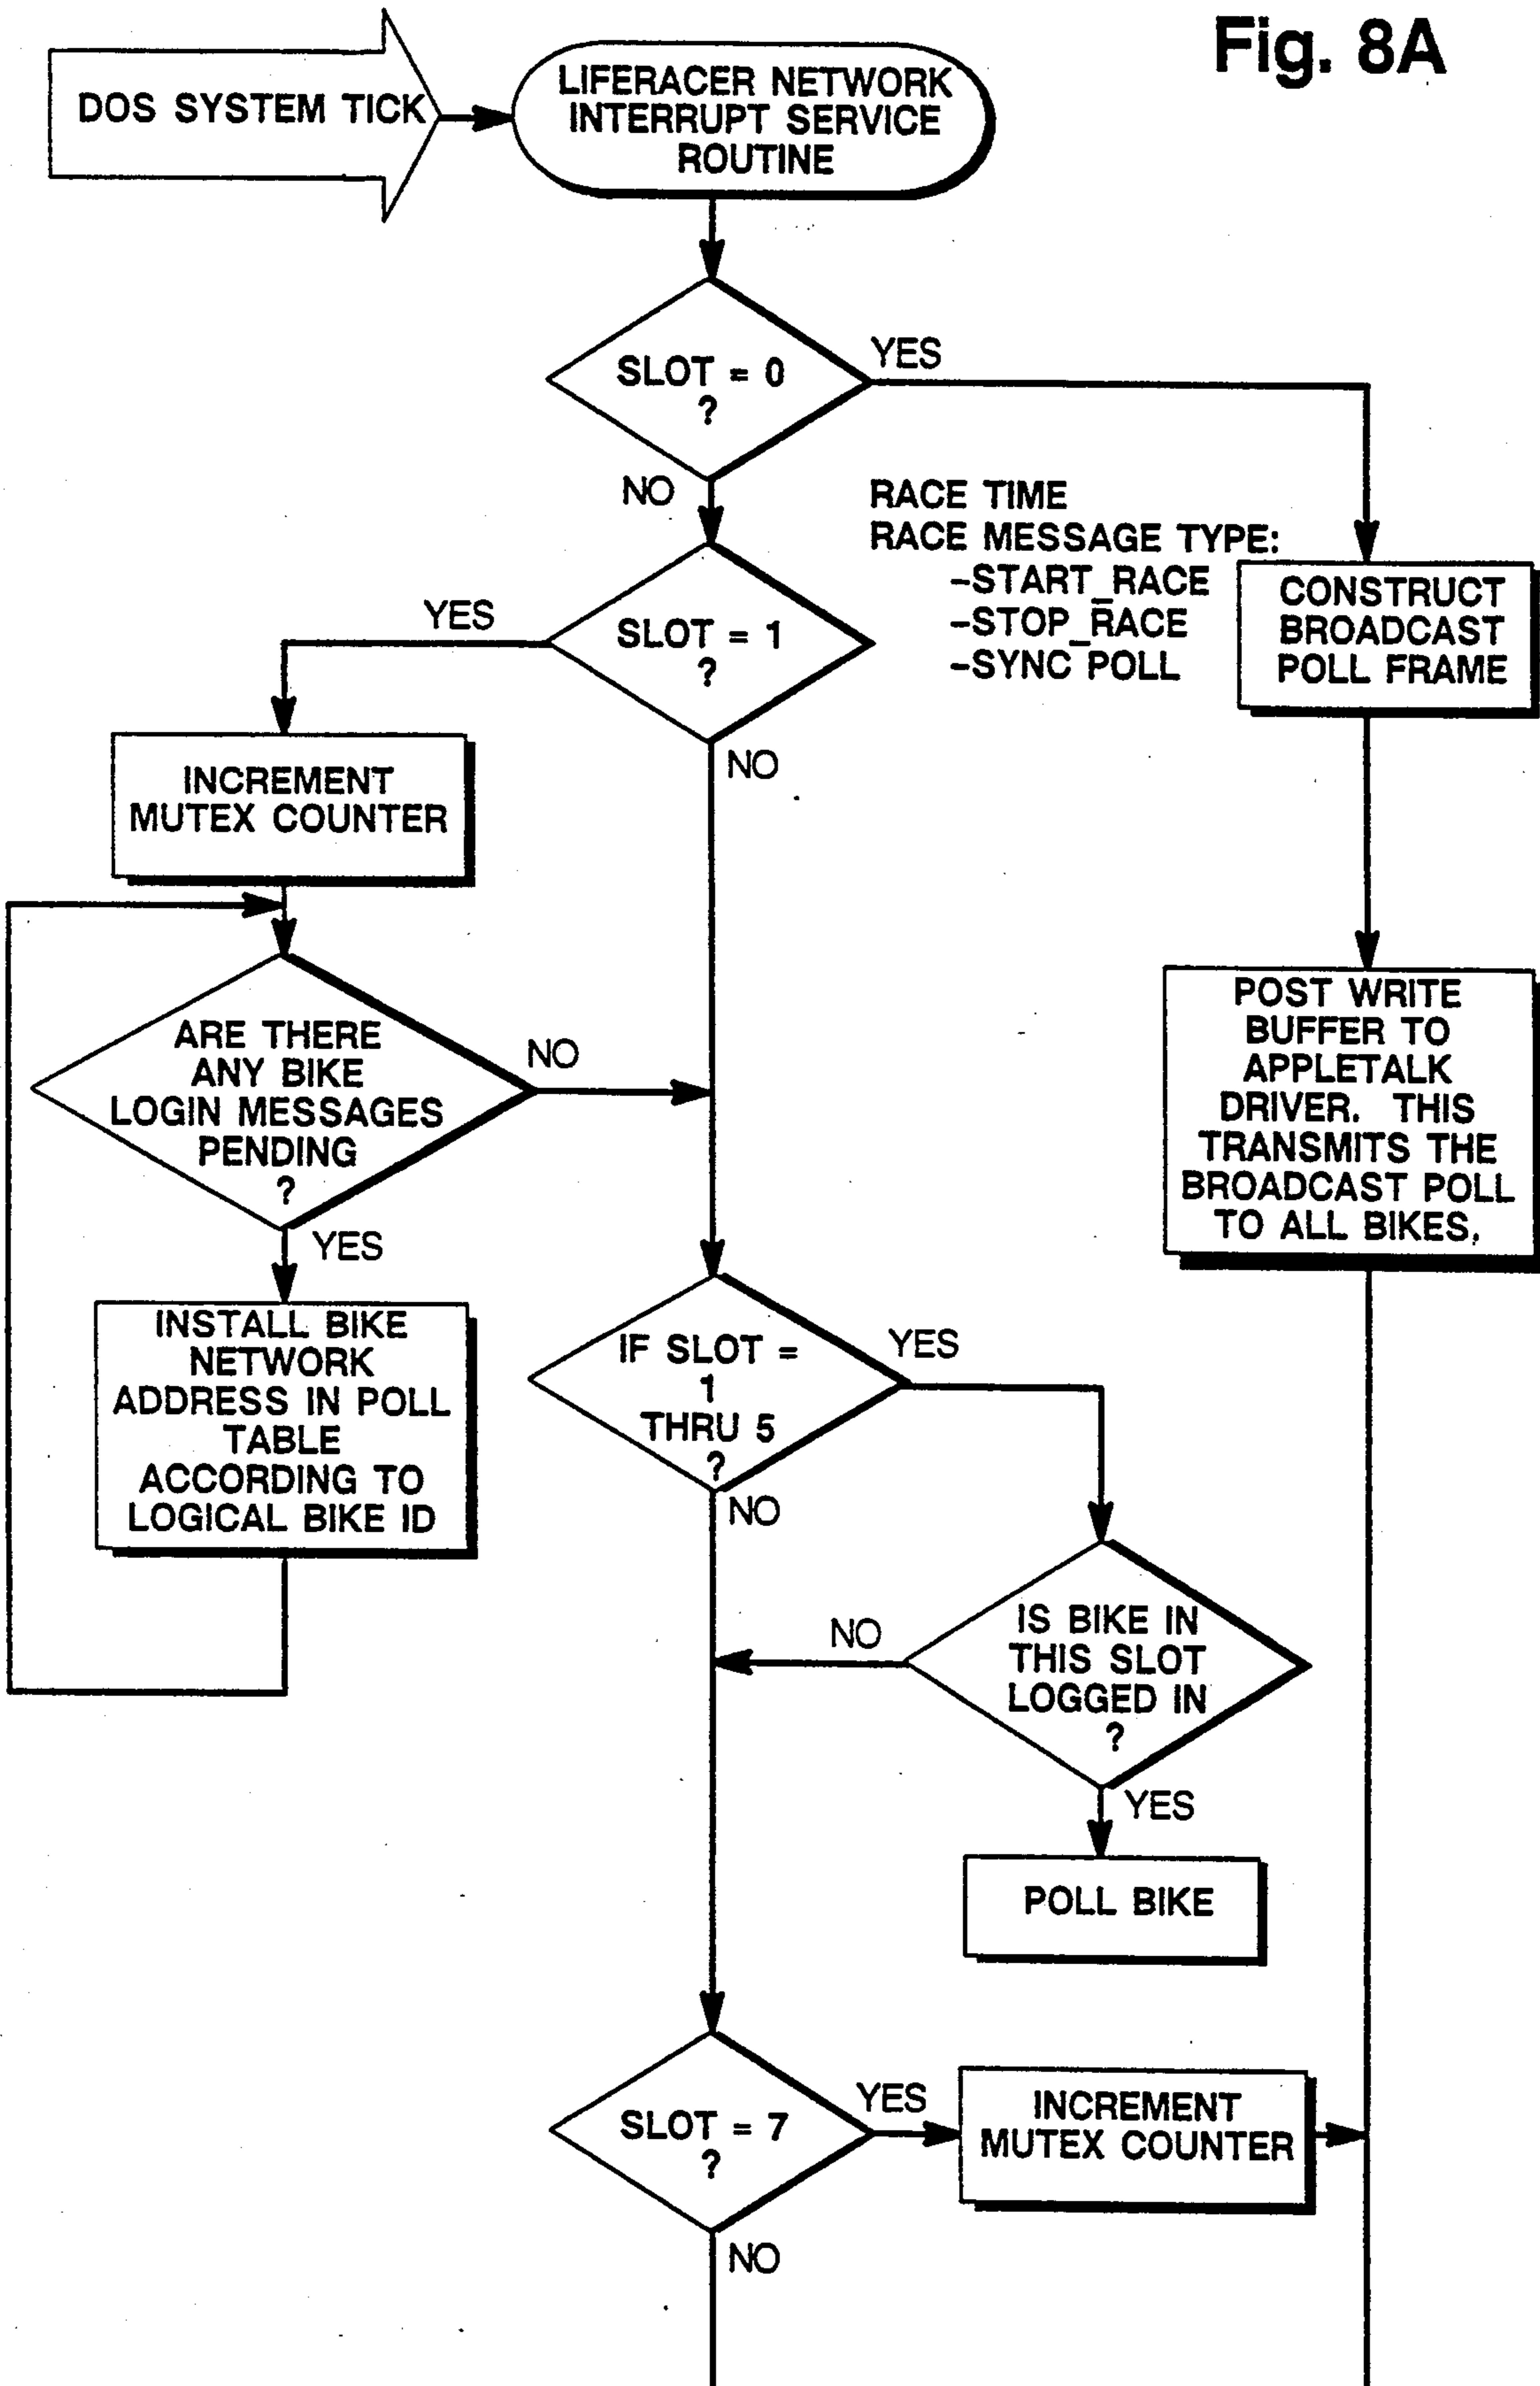 Fig. 8A
DOS SYSTEM TICK
LIFERACER NETWORK
INTERRUPT SERVICE
ROUTINE
SLOT = 0
?
YES
NO
RACE TIME
RACE MESSAGE TYPE:
-START_RACE
-STOP_RACE
-SYNC POLL
CONSTRUCT
BROADCAST
POLL FRAME
SLOT = 1
?
YES
NO
INCREMENT
MUTEX COUNTER
ARE THERE
ANY BIKE
LOGIN MESSAGES
PENDING
?
NO
YES
POST WRITE
BUFFER TO
APPLETALK
DRIVER. THIS
TRANSMITS THE
BROADCAST POLL
TO ALL BIKES.
INSTALL BIKE
NETWORK
ADDRESS IN POLL
TABLE
ACCORDING TO
LOGICAL BIKE ID
IF SLOT =
1
THRU 5
?
YES
NO
IS BIKE IN
THIS SLOT
LOGGED IN
?
NO
YES
POLL BIKE
SLOT = 7
?
YES
NO
INCREMENT
MUTEX COUNTER